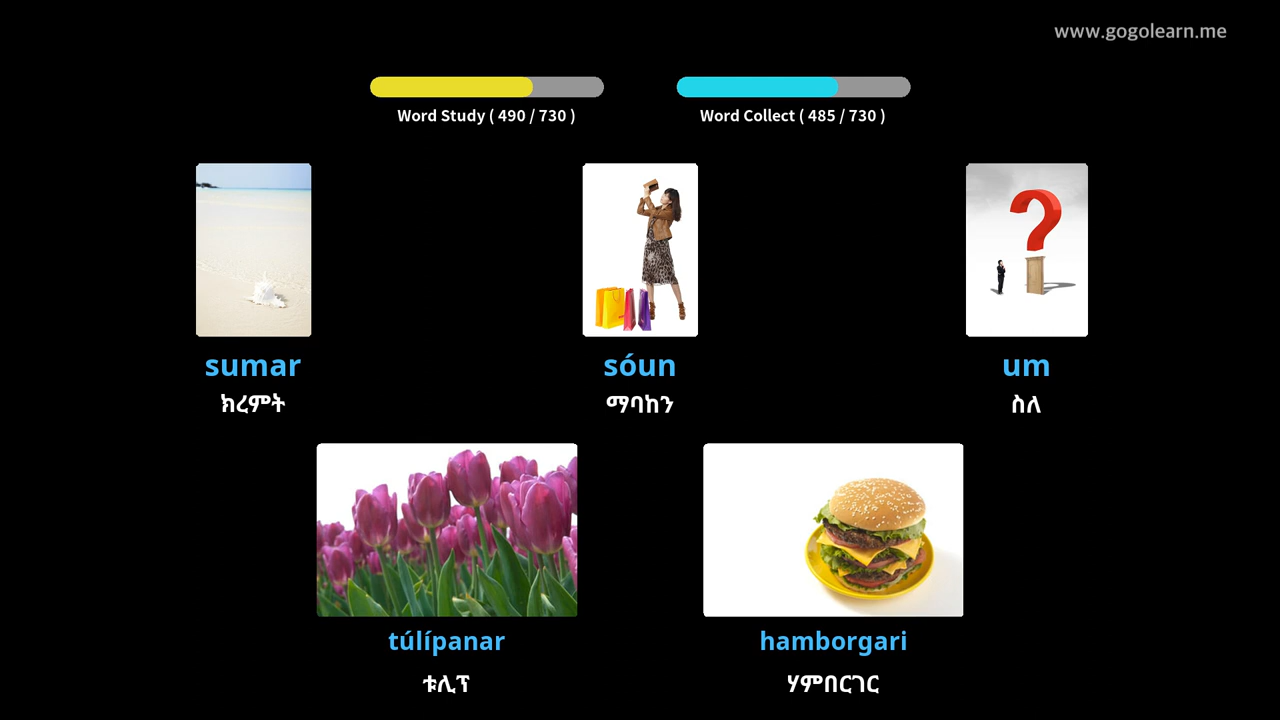 www.gogolearn.me
Word Study ( 490 / 730 )
Word Collect ( 485 / 730 )
sumar
ክረምት
sóun
ማባከን
um
ስለ
túlípanar
ቱሊፕ
hamborgari
ሃምበርገር